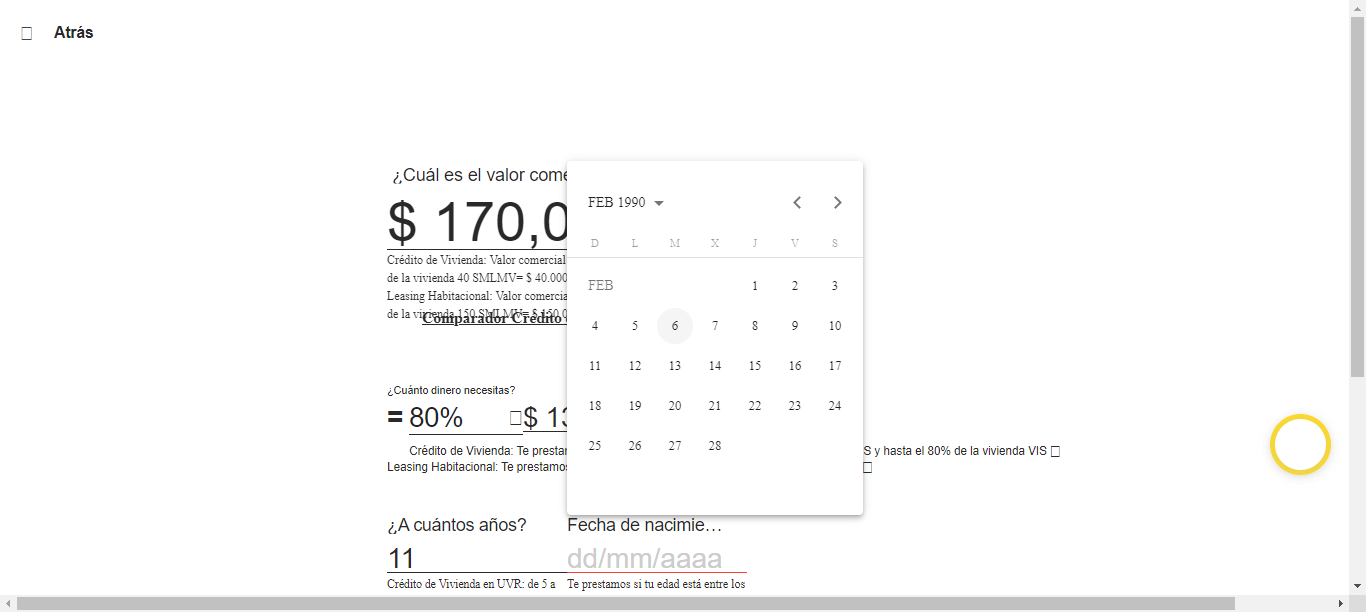 Atrás
¿Cuál es el valor come
$ 170,0
Crédito de Vivienda: Valor comercial
de la vivienda 40 SMLMV= $ 40.000
Leasing Habitacional: Valor comercia
de la vivienda 150 SMLMV= $ 150.0
Comparador Crédito
¿Cuánto dinero necesitas?
= 80% $ 13
Crédito de Vivienda: Te prestar
S y hasta el 80% de la vivienda VIS
Leasing Habitacional: Te prestamos
FEB 1990
D L M X J V S
FEB 1 2 3
4 5 6 7 8 9 10
11 12 13 14 15 16 17
18 19 20 21 22 23 24
25 26 27 28
¿A cuántos años? Fecha de nacimie…
11 dd/mm/aaaa
Crédito de Vivienda en UVR: de 5 a Te prestamos si tu edad está entre los